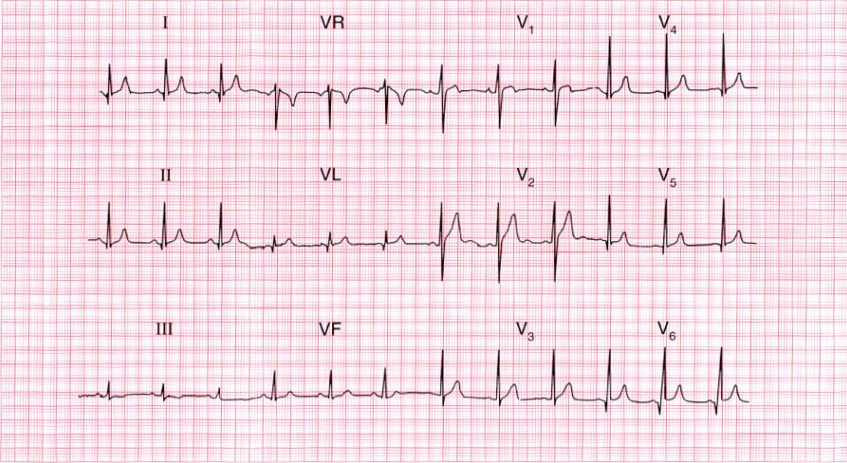 I VR V₁ V₄
II VL V₂ V₅
III VF V₃ V₆